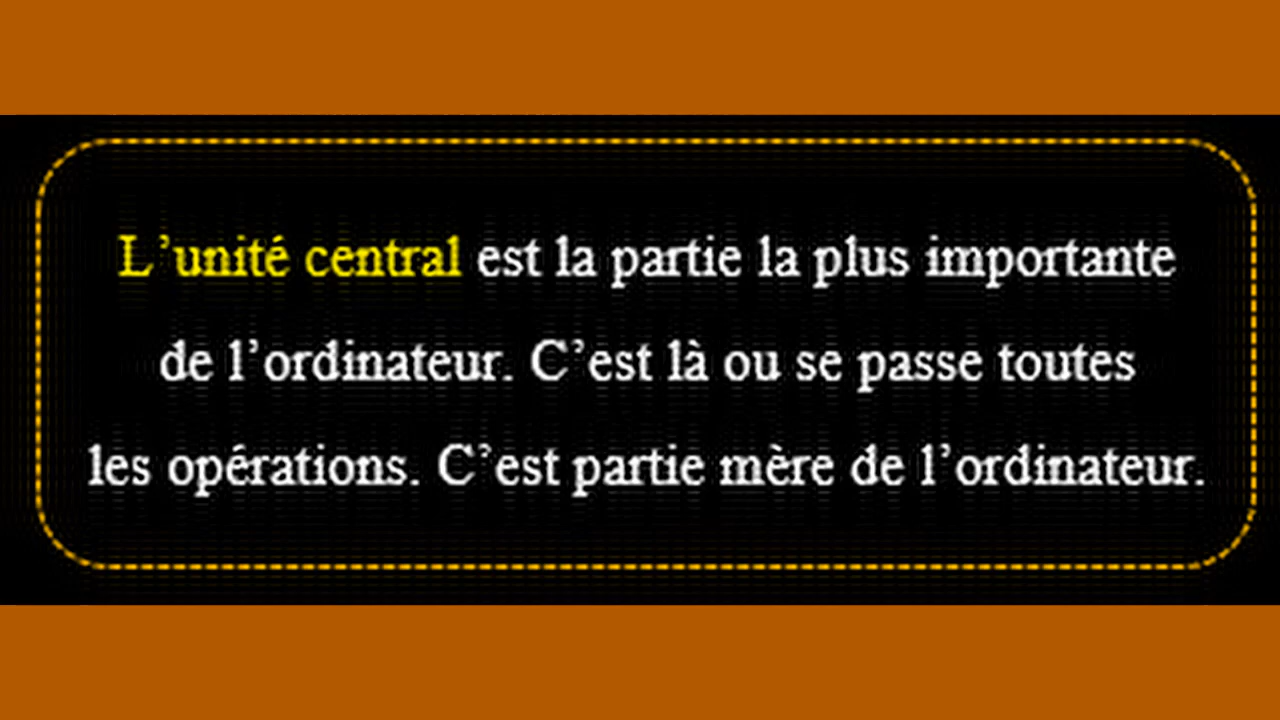 L’unité central est la partie la plus importante
de l’ordinateur. C’est là ou se passe toutes
les opérations. C’est partie mère de l’ordinateur.